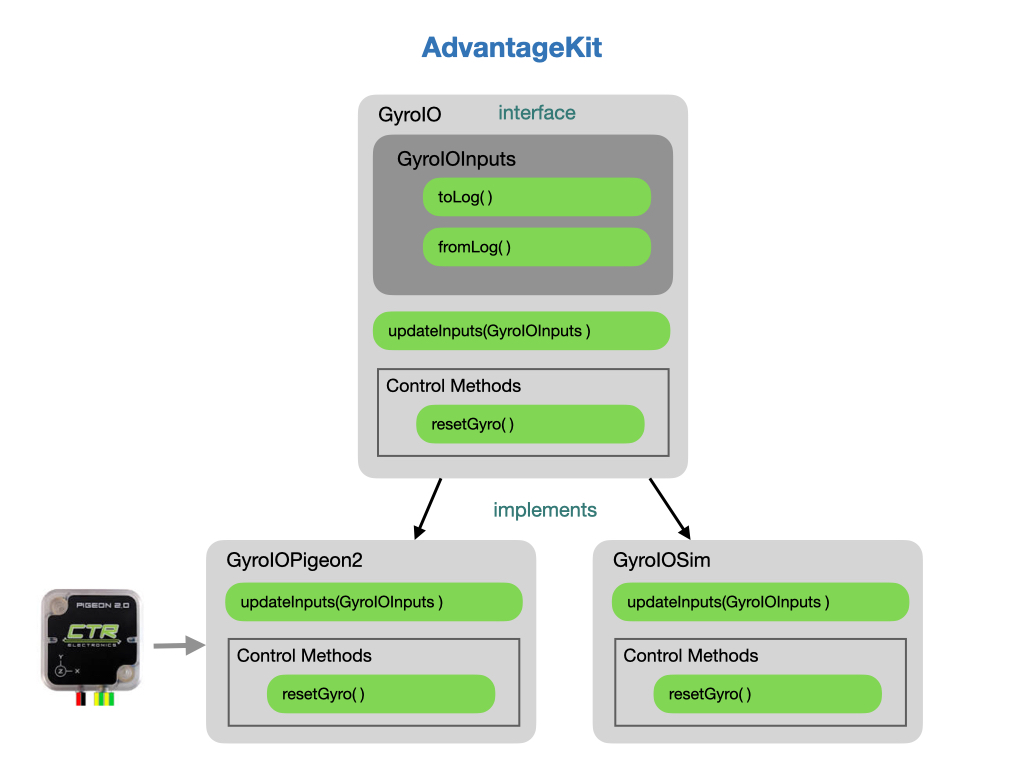 AdvantageKit
GyroIO interface
GyroIOInputs
toLog( )
fromLog( )
updateInputs(GyroIOInputs )
Control Methods
resetGyro( )
implements
GyroIOPigeon2
updateInputs(GyroIOInputs )
Control Methods
resetGyro( )
GyroIOSim
updateInputs(GyroIOInputs )
Control Methods
resetGyro( )
PIGEON 2.0
CTR
ELECTRONICS
Y
Z X